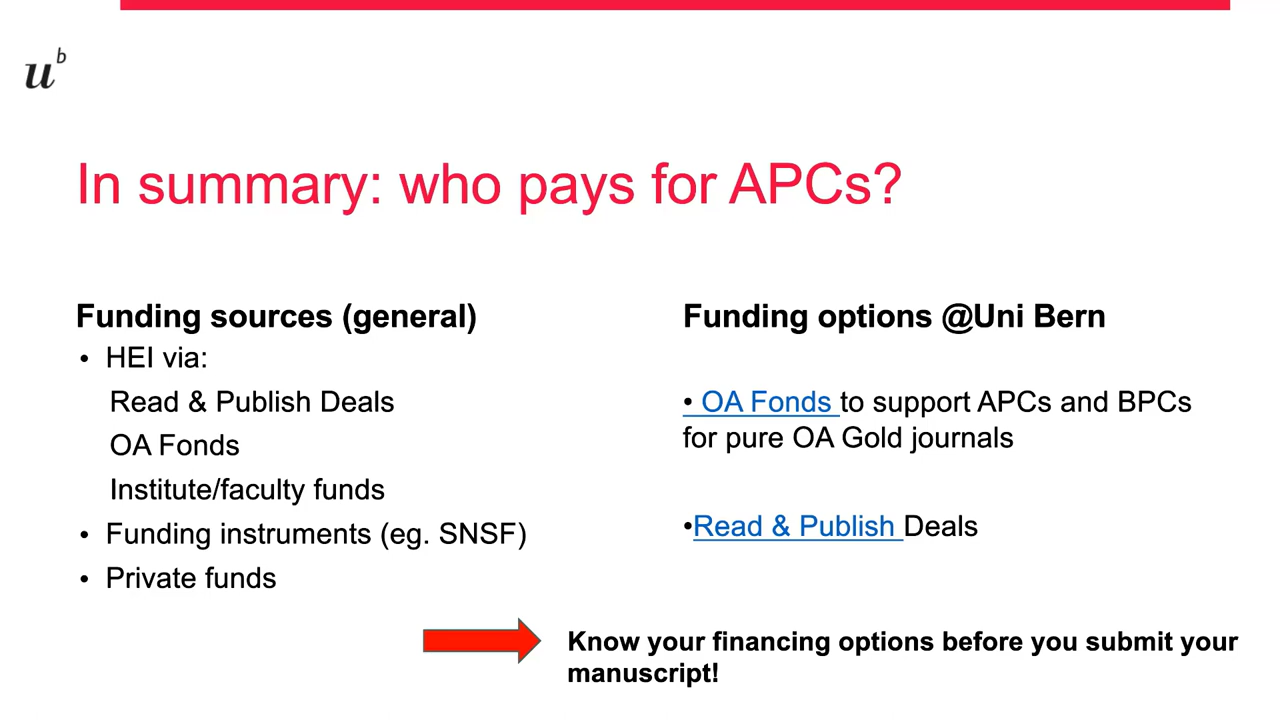 u b
In summary: who pays for APCs?
Funding sources (general)
• HEI via:
Read & Publish Deals
OA Fonds
Institute/faculty funds
• Funding instruments (eg. SNSF)
• Private funds
Funding options @Uni Bern
• OA Fonds to support APCs and BPCs
for pure OA Gold journals
•Read & Publish Deals
Know your financing options before you submit your
manuscript!